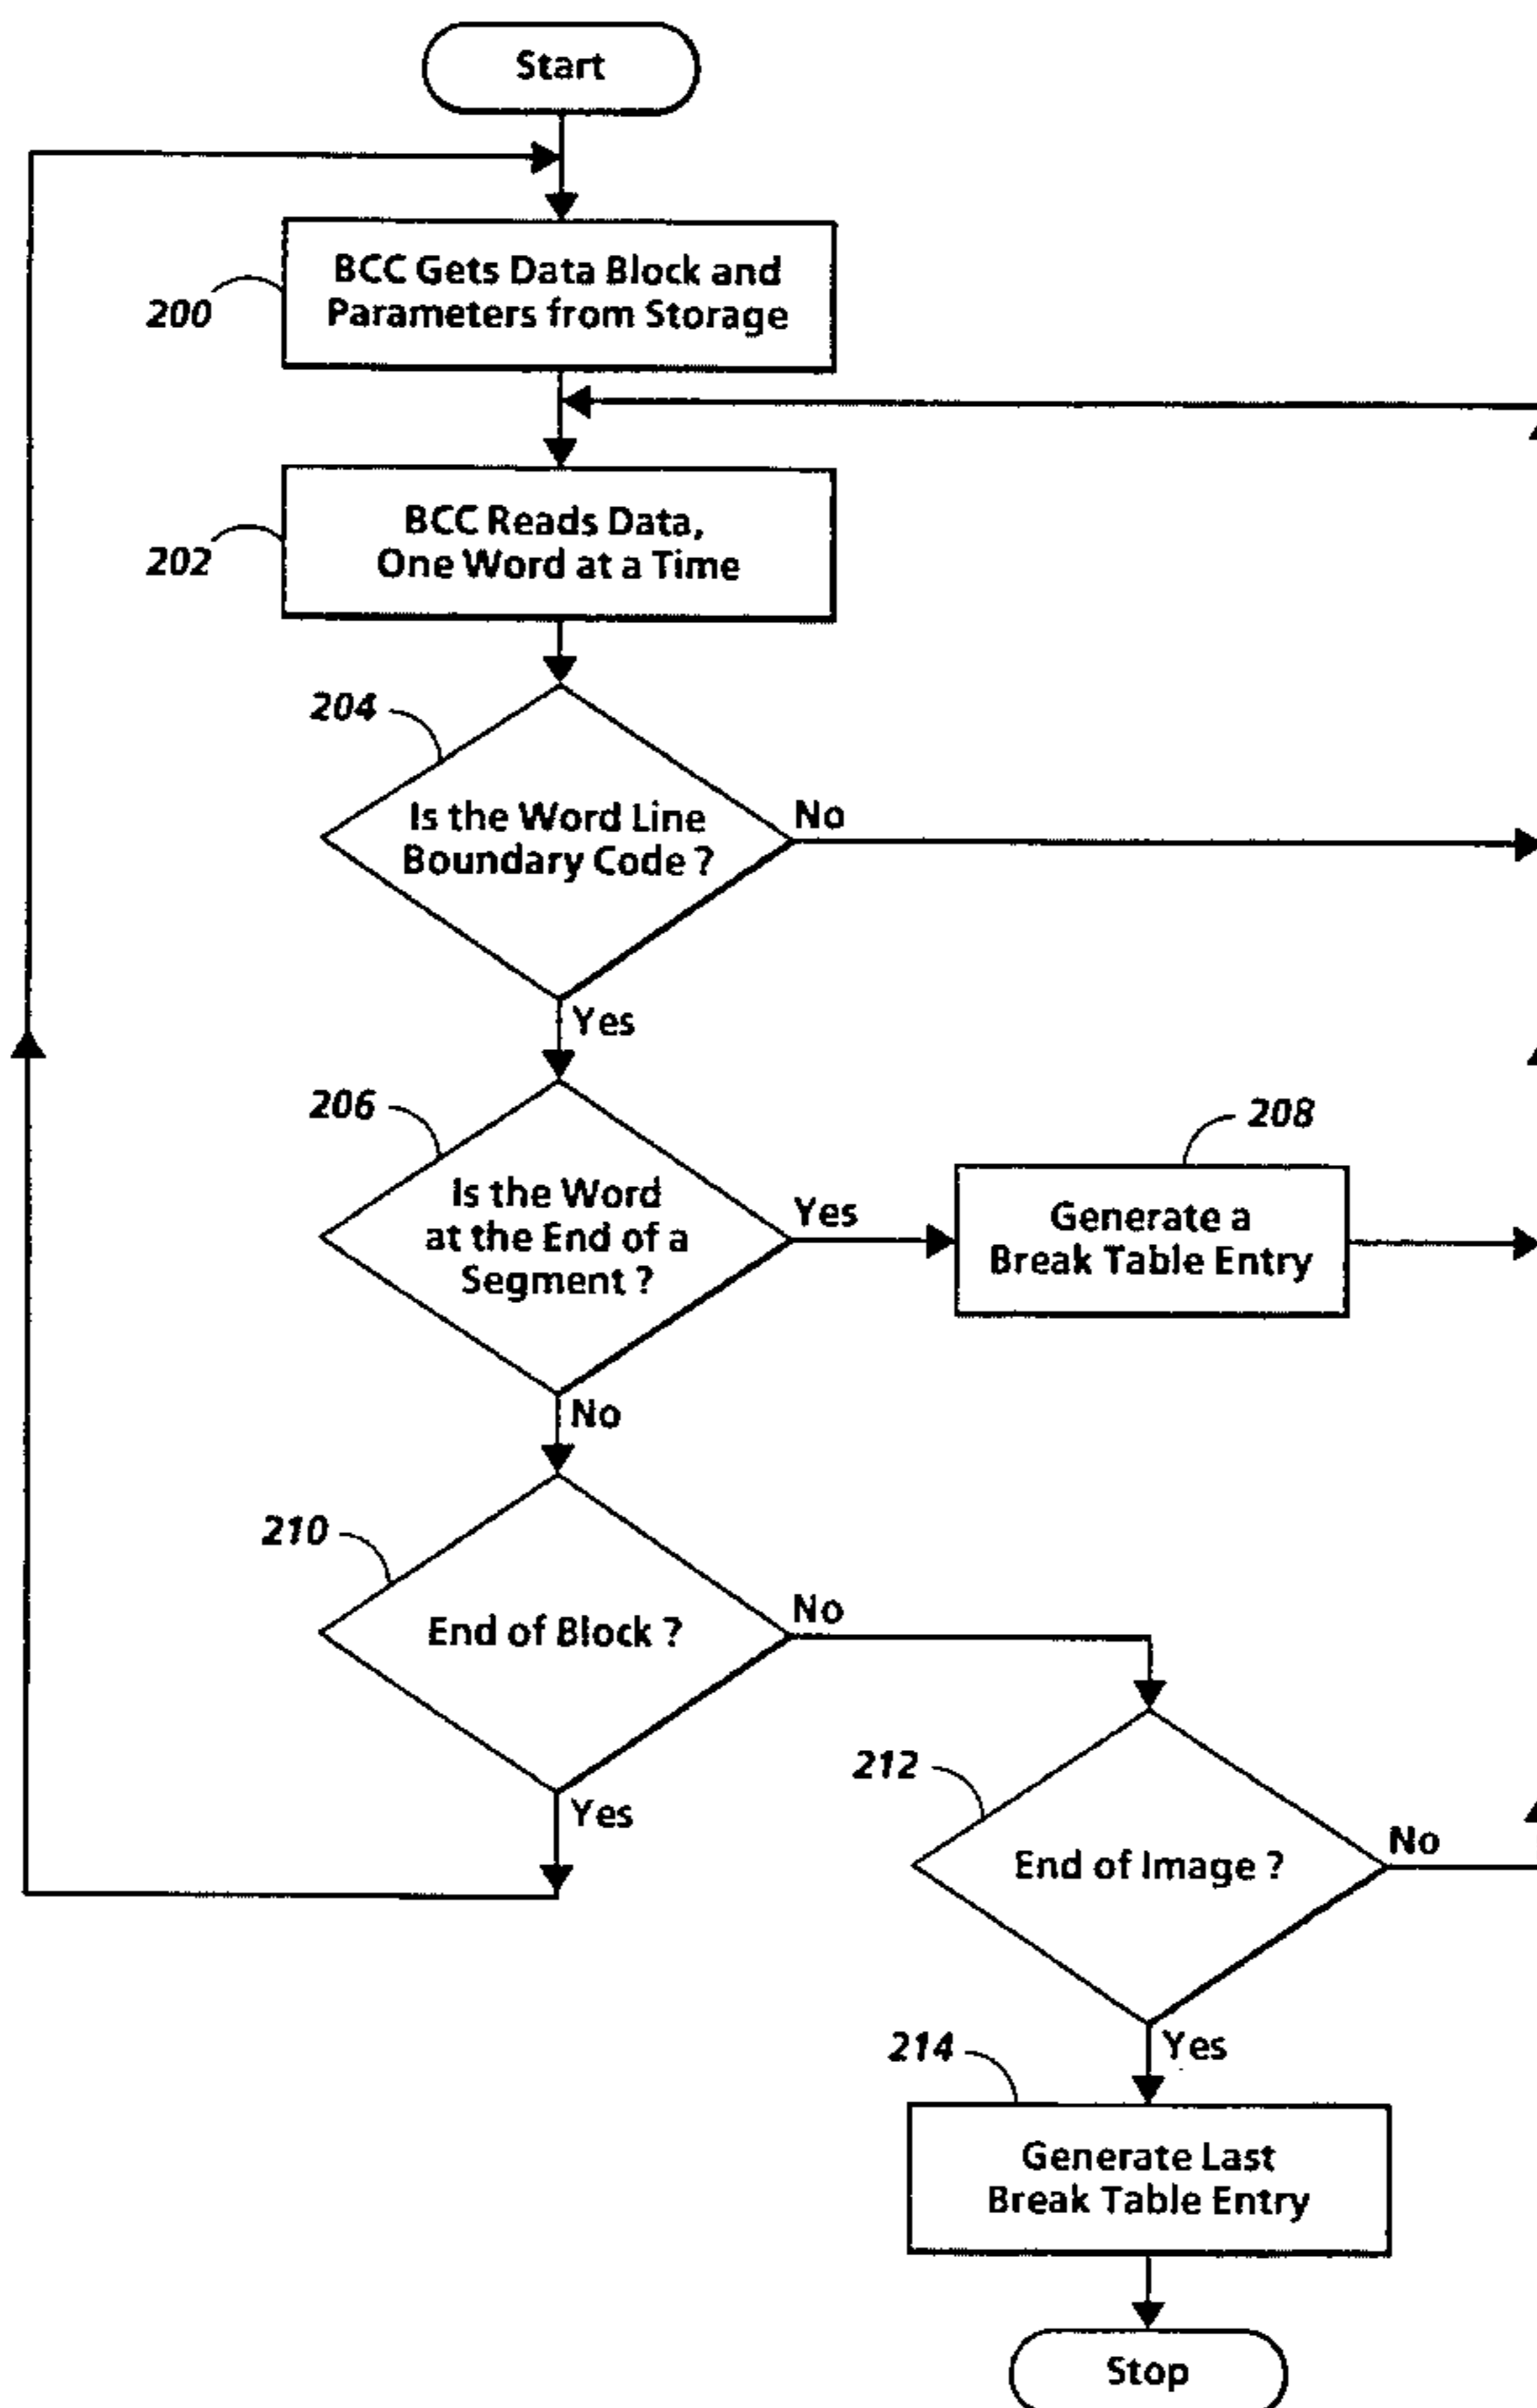 Start
BCC Gets Data Block and
Parameters from Storage
200
BCC Reads Data,
One Word at a Time
202
204
Is the Word Line
Boundary Code ?
No
Yes
206
Is the Word
at the End of a
Segment ?
Yes
208
Generate a
Break Table Entry
No
210
End of Block ?
No
Yes
212
End of Image ?
No
Yes
214
Generate Last
Break Table Entry
Stop